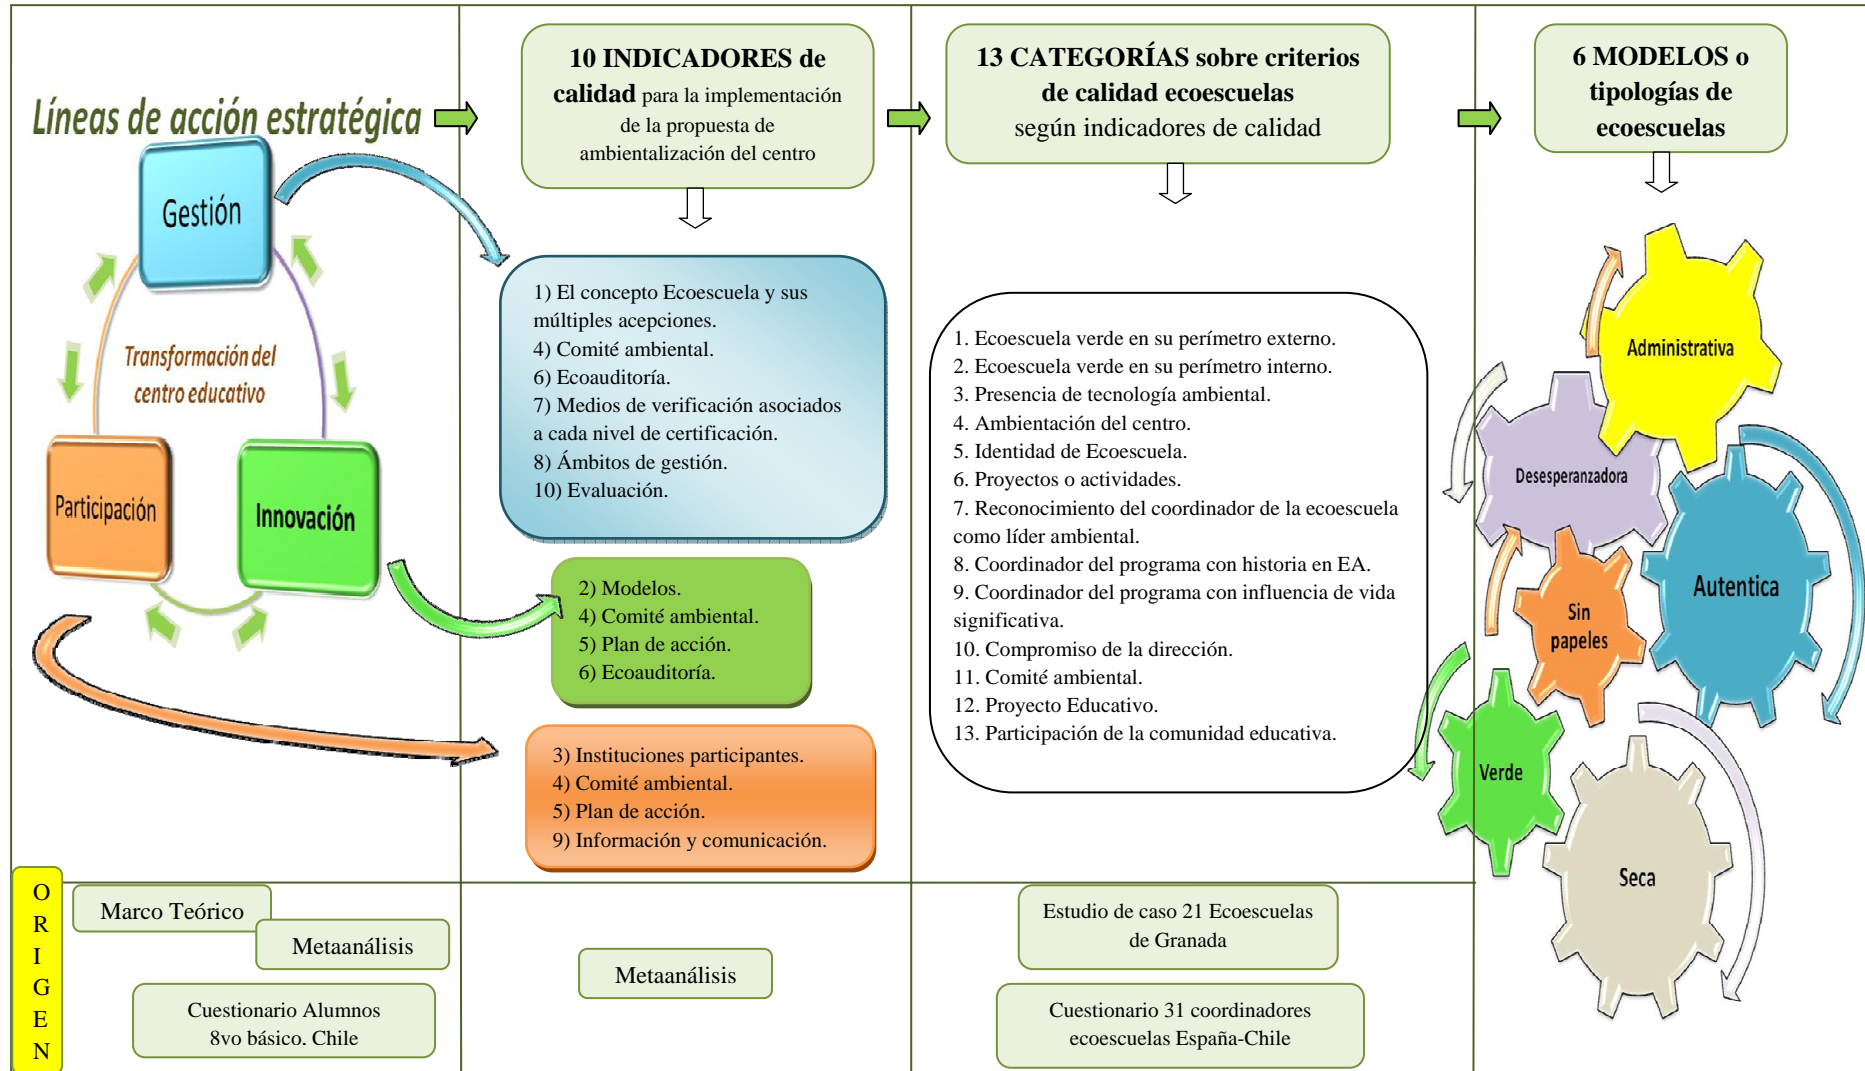 Líneas de acción estratégica
Gestión
Transformación del
centro educativo
Participación
Innovación
10 INDICADORES de
calidad para la implementación
de la propuesta de
ambientalización del centro
1) El concepto Ecoescuela y sus
múltiples acepciones.
4) Comité ambiental.
6) Ecoauditoría.
7) Medios de verificación asociados
a cada nivel de certificación.
8) Ámbitos de gestión.
10) Evaluación.
2) Modelos.
4) Comité ambiental.
5) Plan de acción.
6) Ecoauditoría.
3) Instituciones participantes.
4) Comité ambiental.
5) Plan de acción.
9) Información y comunicación.
13 CATEGORÍAS sobre criterios
de calidad ecoescuelas
según indicadores de calidad
1. Ecoescuela verde en su perímetro externo.
2. Ecoescuela verde en su perímetro interno.
3. Presencia de tecnología ambiental.
4. Ambientación del centro.
5. Identidad de Ecoescuela.
6. Proyectos o actividades.
7. Reconocimiento del coordinador de la ecoescuela
como líder ambiental.
8. Coordinador del programa con historia en EA.
9. Coordinador del programa con influencia de vida
significativa.
10. Compromiso de la dirección.
11. Comité ambiental.
12. Proyecto Educativo.
13. Participación de la comunidad educativa.
6 MODELOS o
tipologías de
ecoescuelas
Administrativa
Desesperanzadora
Autentica
Sin
papeles
Verde
Seca
O
R
I
G
E
N
Marco Teórico
Metaanálisis
Cuestionario Alumnos
8vo básico. Chile
Metaanálisis
Estudio de caso 21 Ecoescuelas
de Granada
Cuestionario 31 coordinadores
ecoescuelas España-Chile